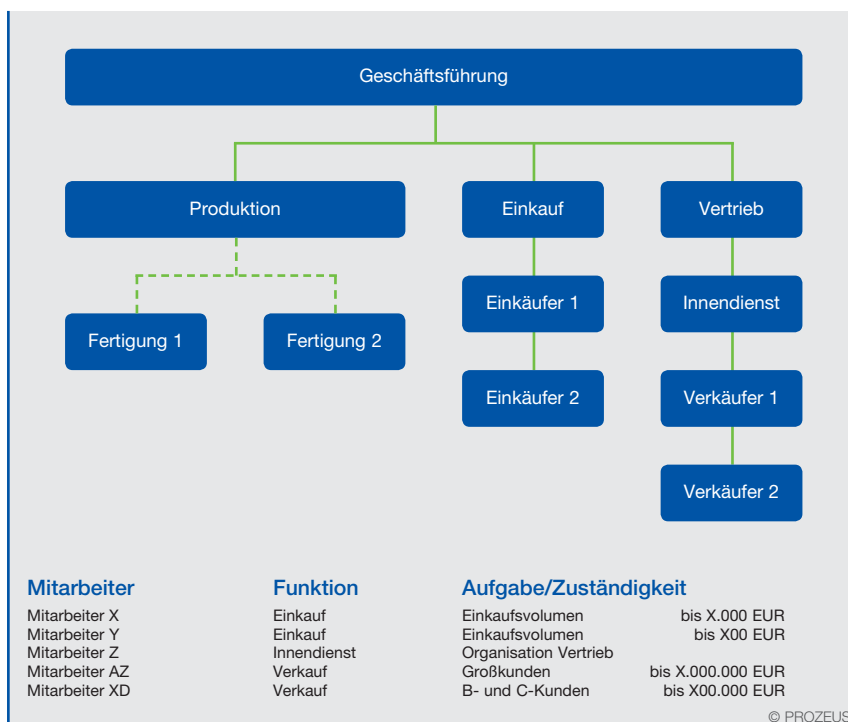 Geschäftsführung
Produktion Einkauf Vertrieb
Einkäufer 1 Innendienst
Fertigung 1 Fertigung 2
Einkäufer 2 Verkäufer 1
Verkäufer 2
Mitarbeiter Funktion Aufgabe/Zuständigkeit
Mitarbeiter X Einkauf Einkaufsvolumen bis X.000 EUR
Mitarbeiter Y Einkauf Einkaufsvolumen bis X00 EUR
Mitarbeiter Z Innendienst Organisation Vertrieb
Mitarbeiter AZ Verkauf Großkunden bis X.000.000 EUR
Mitarbeiter XD Verkauf B- und C-Kunden bis X00.000 EUR
© PROZEUS